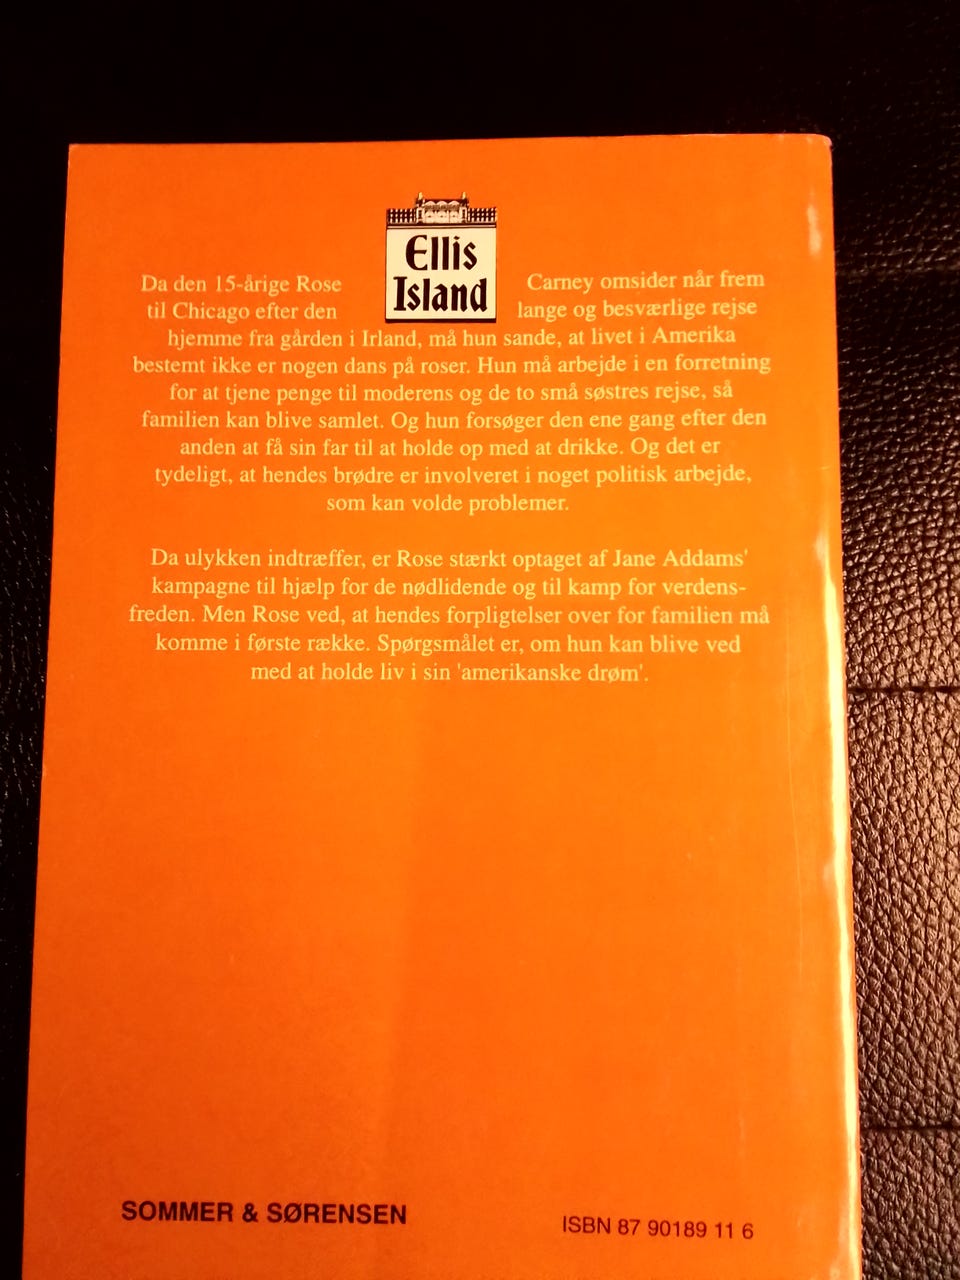 Ellis
Island
Da den 15-årige Rose Carney omsider når frem
til Chicago efter den lange og besværlige rejse
hjemme fra gården i Irland, må hun sande, at livet i Amerika
bestemt ikke er nogen dans på roser. Hun må arbejde i en forretning
for at tjene penge til moderens og de to små søstres rejse, så
familien kan blive samlet. Og hun forsøger den ene gang efter den
anden at få sin far til at holde op med at drikke. Og det er
tydeligt, at hendes brødre er involveret i noget politisk arbejde,
som kan volde problemer.
Da ulykken indtræffer, er Rose stærkt optaget af Jane Addams'
kampagne til hjælp for de nødlidende og til kamp for verdens-
freden. Men Rose ved, at hendes forpligtelser over for familien må
komme i første række. Spørgsmålet er, om hun kan blive ved
med at holde liv i sin 'amerikanske drøm'.
SOMMER & SØRENSEN
ISBN 87 90189 11 6